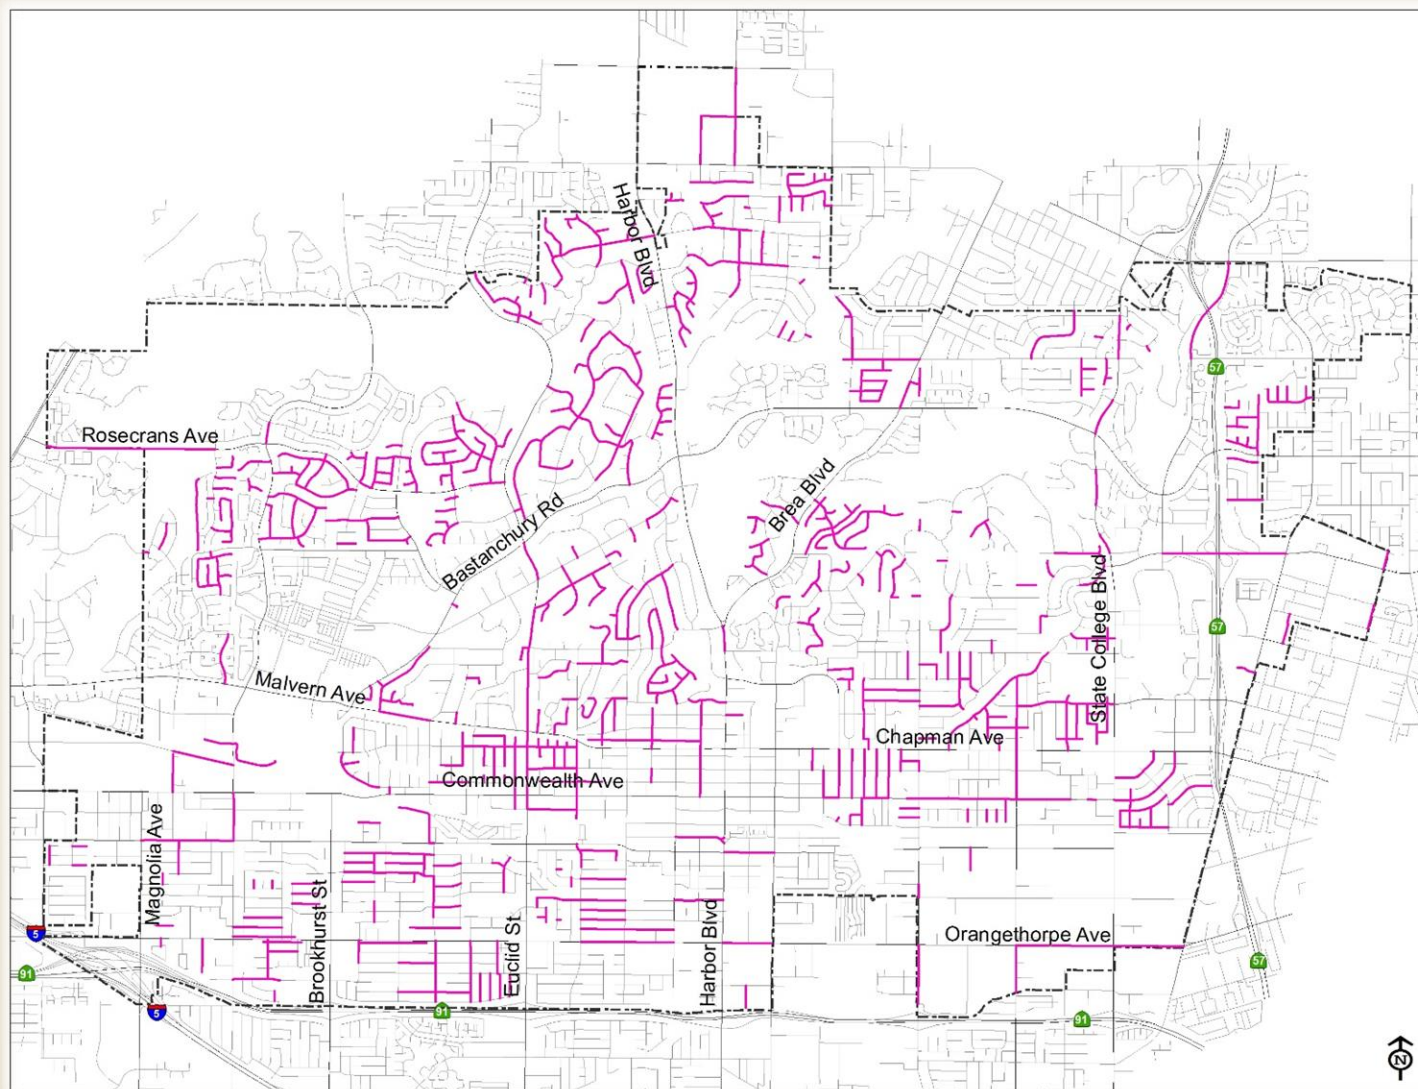 Harbor Blvd
57
Rosecrans Ave
Brea Blvd
Bastanchury Rd
State College Blvd
57
Malvern Ave
Chapman Ave
Commonwealth Ave
Magnolia Ave
Brookhurst St
Euclid St
Harbor Blvd
Orangethorpe Ave
5
91
57
5
91
91
N